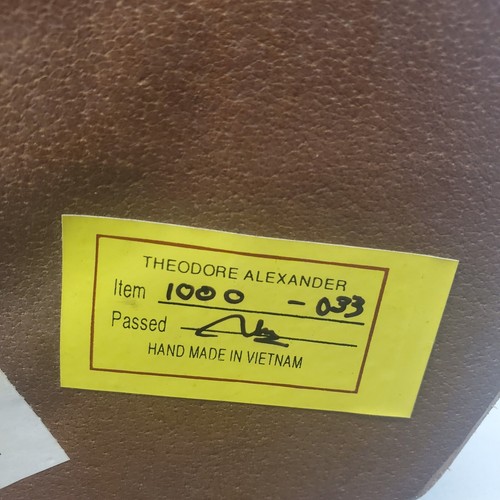 THEODORE ALEXANDER
Item 1000 - 033
Passed
HAND MADE IN VIETNAM